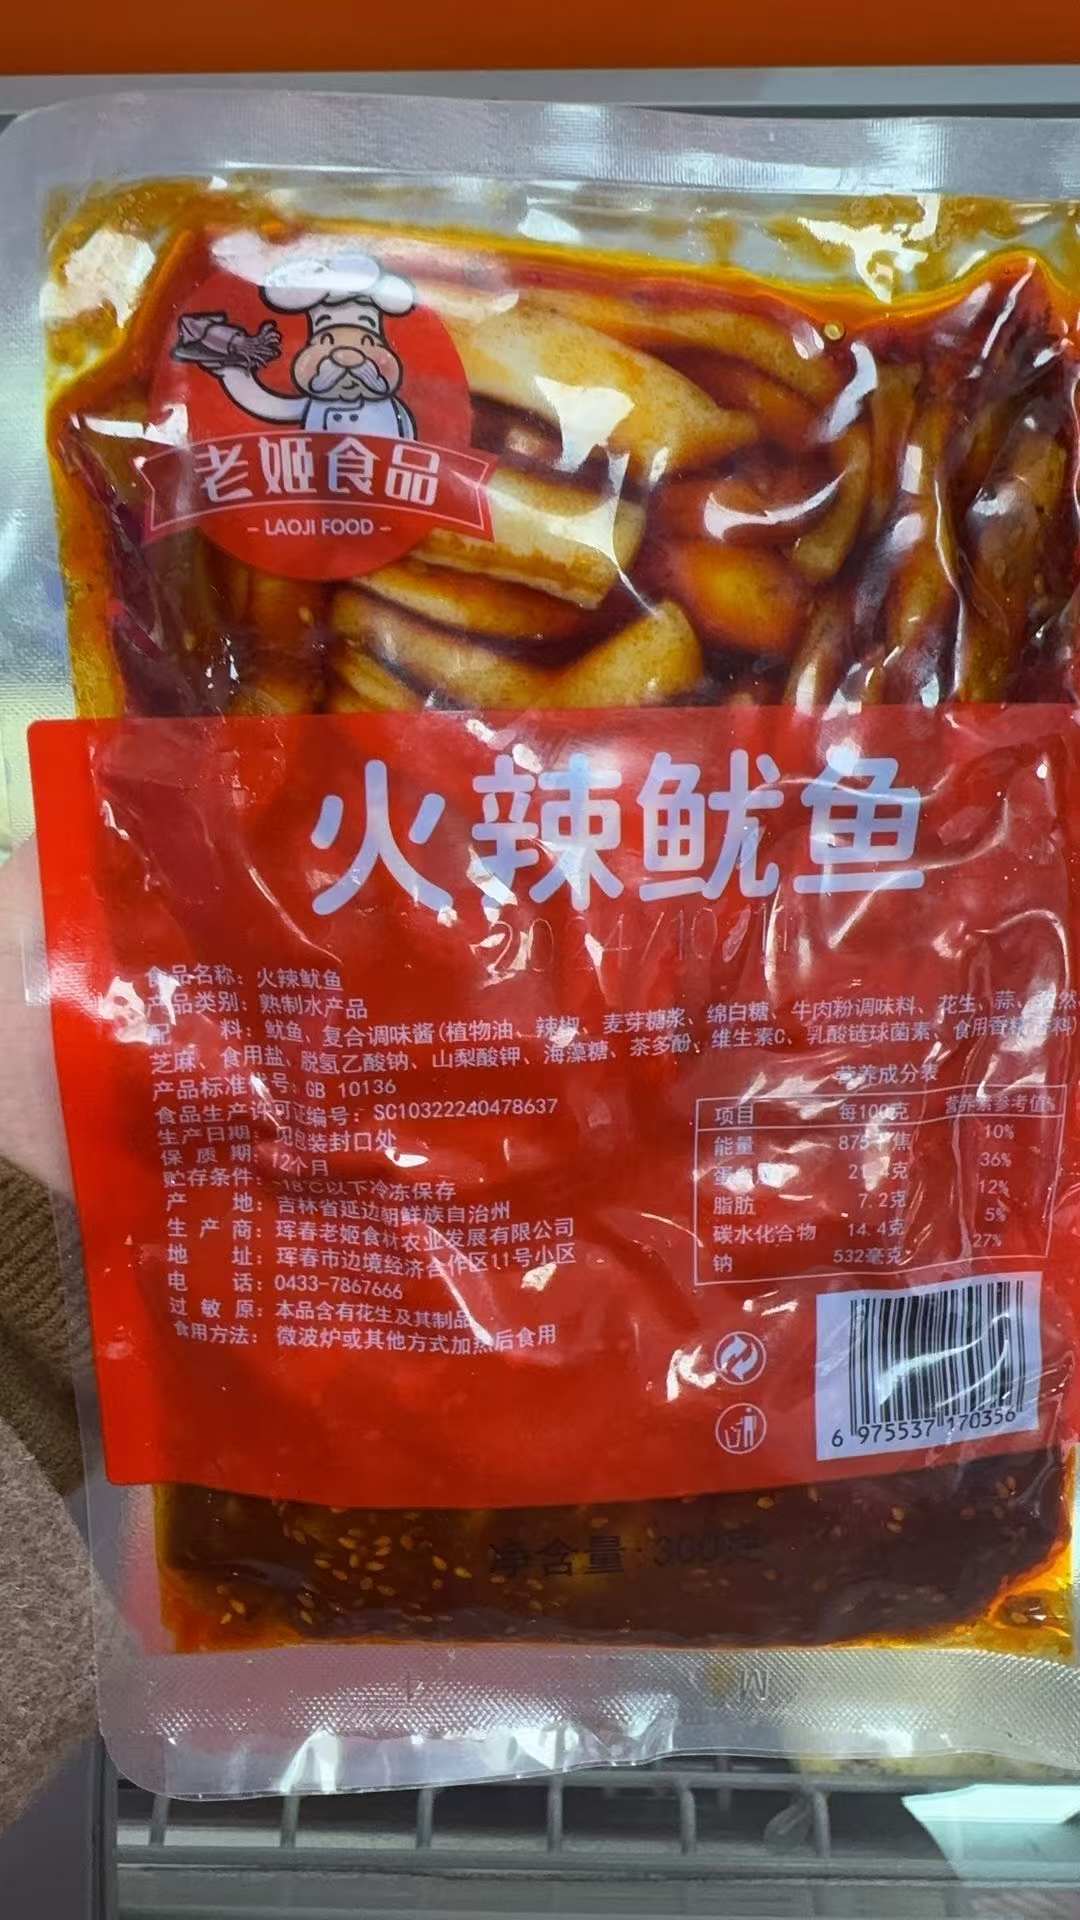 老姬食品
- LAOJI FOOD -
火辣鱿鱼
2024/10/11
食品名称: 火辣鱿鱼
产品类别: 熟制水产品
配 料: 鱿鱼、复合调味酱(植物油、辣椒、麦芽糖浆、绵白糖、牛肉粉调味料、花生、蒜、孜然
芝麻、食用盐、脱氢乙酸钠、山梨酸钾、海藻糖、茶多酚、维生素C、乳酸链球菌素、食用香精香料)
产品标准代号: GB 10136
食品生产许可证编号: SC10322240478637
生产日期: 见包装封口处
保 质 期: 12个月
贮存条件: -18℃以下冷冻保存
产 地: 吉林省延边朝鲜族自治州
生 产 商: 珲春老姬食材农业发展有限公司
地 址: 珲春市边境经济合作区11号小区
电 话: 0433-7867666
过 敏 原: 本品含有花生及其制品
食用方法: 微波炉或其他方式加热后食用
营养成分表
项目 每100克 营养素参考值%
能量 875千焦 10%
蛋白质 21.4克 36%
脂肪 7.2克 12%
碳水化合物 14.4克 5%
钠 532毫克 27%
6 975537 170356
净含量: 300克